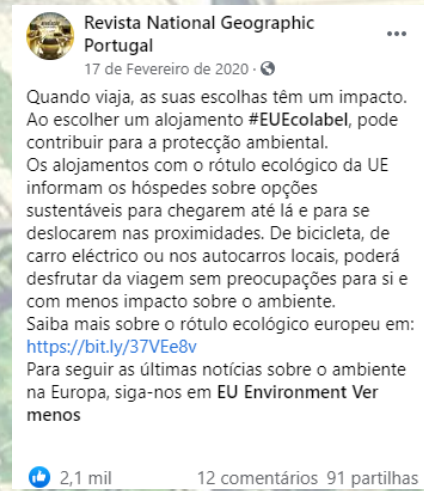 Revista National Geographic
Portugal
17 de Fevereiro de 2020 ·
Quando viaja, as suas escolhas têm um impacto.
Ao escolher um alojamento #EUEcolabel, pode
contribuir para a protecção ambiental.
Os alojamentos com o rótulo ecológico da UE
informam os hóspedes sobre opções
sustentáveis para chegarem até lá e para se
deslocarem nas proximidades. De bicicleta, de
carro eléctrico ou nos autocarros locais, poderá
desfrutar da viagem sem preocupações para si e
com menos impacto sobre o ambiente.
Saiba mais sobre o rótulo ecológico europeu em:
https://bit.ly/37VEe8v
Para seguir as últimas notícias sobre o ambiente
na Europa, siga-nos em EU Environment Ver
menos
2,1 mil 12 comentários 91 partilhas